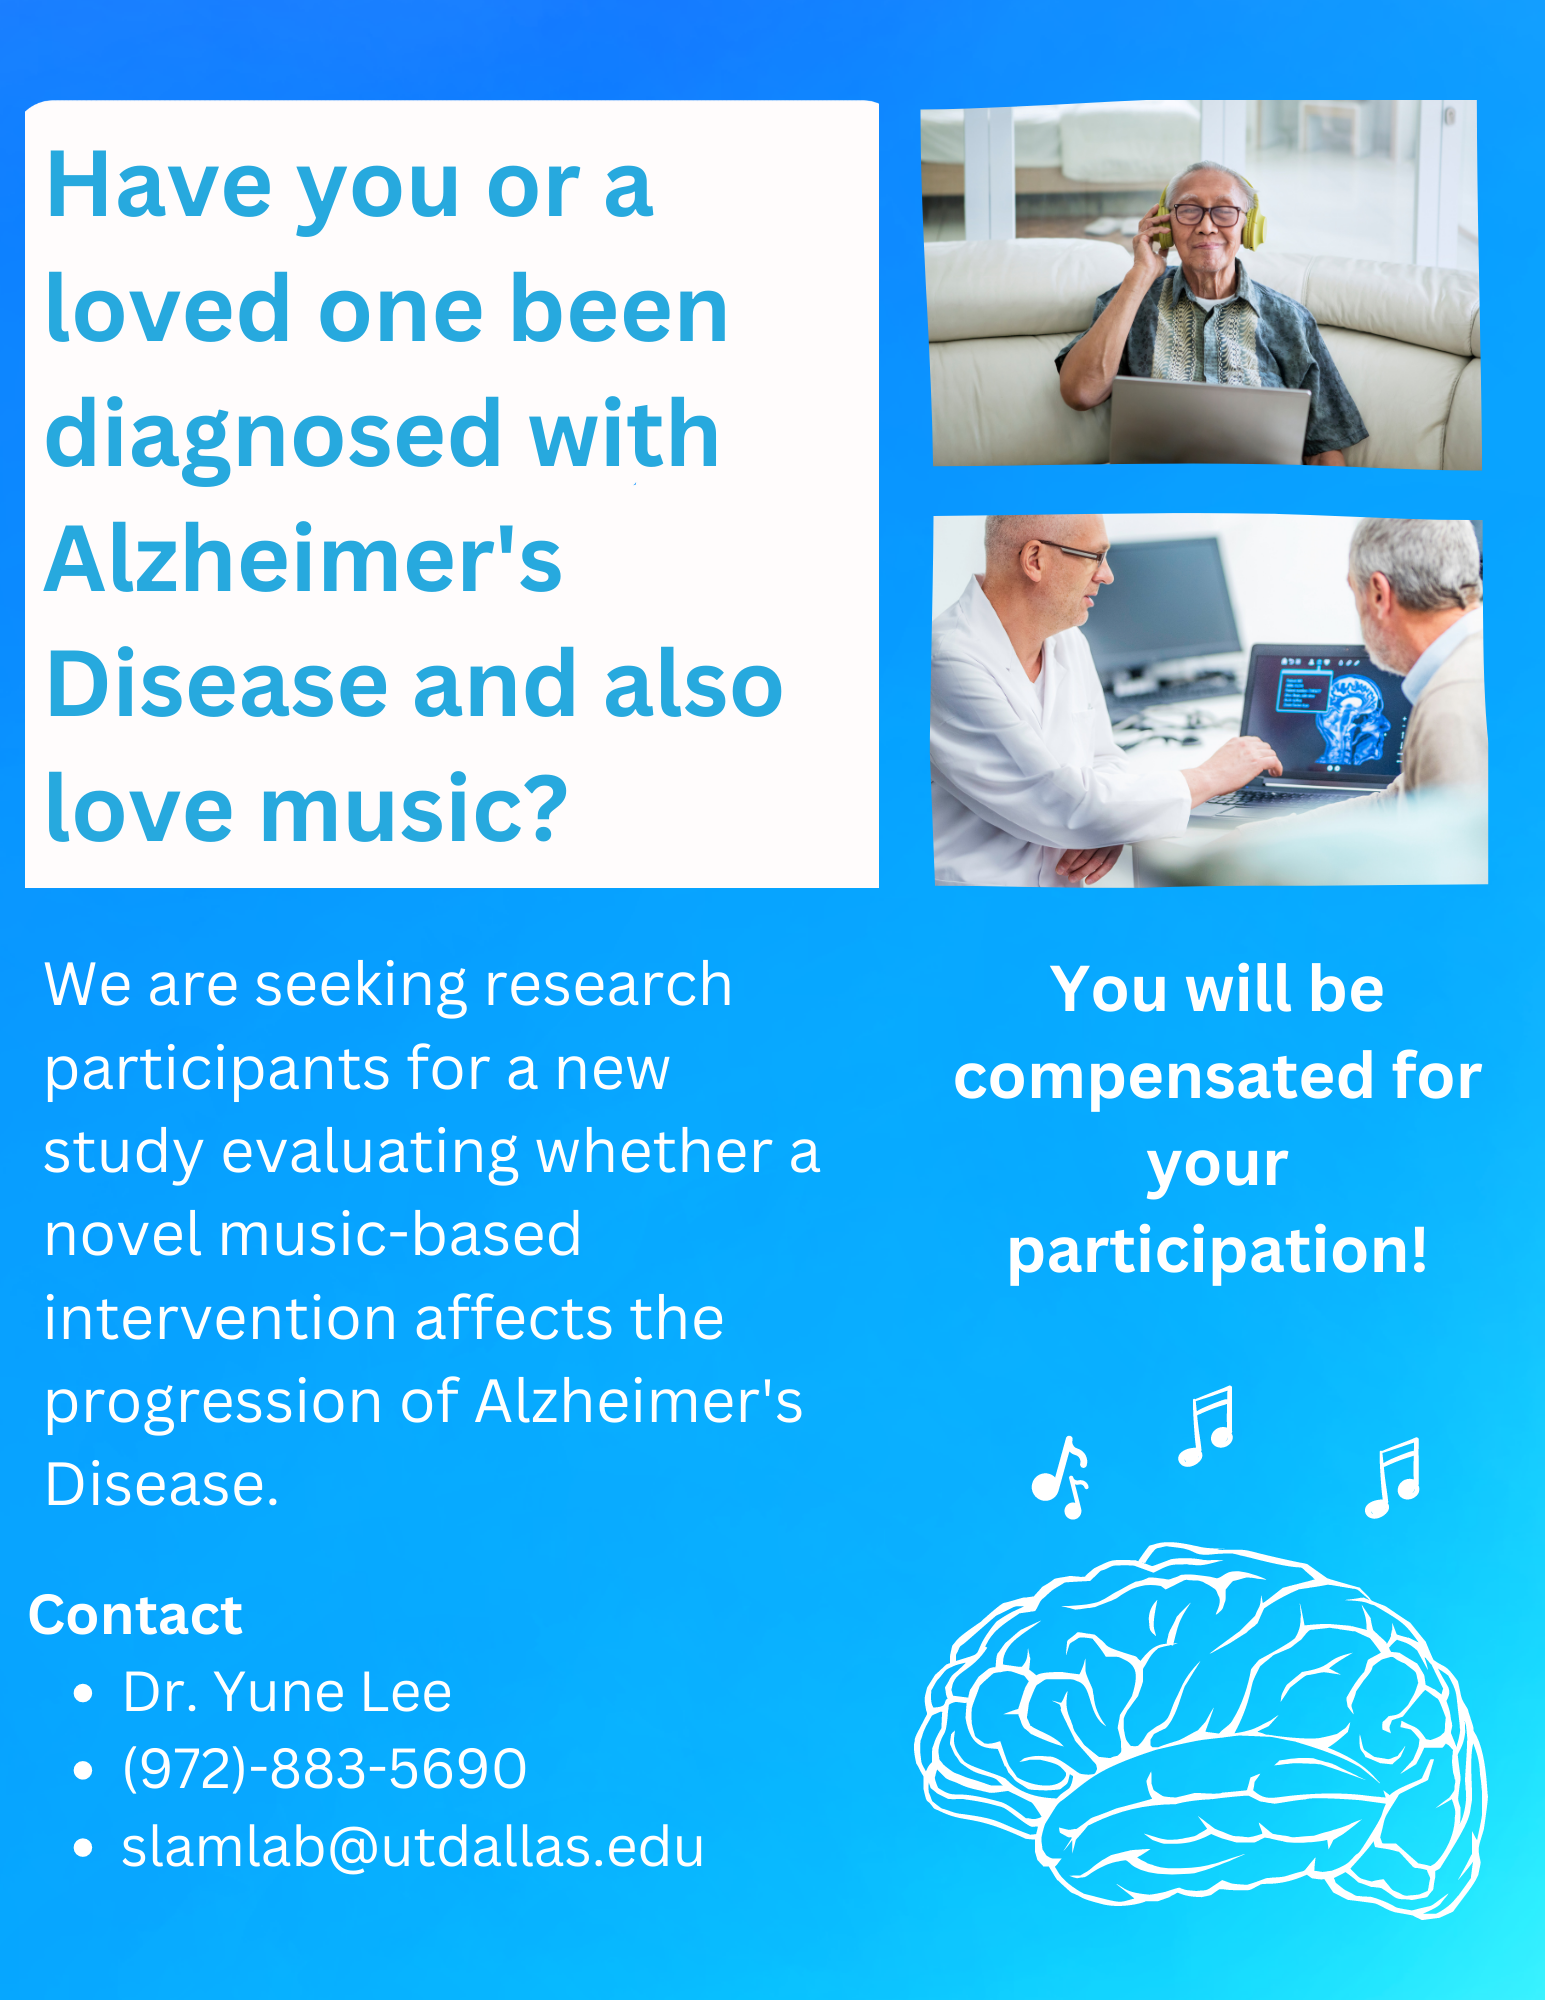 Have you or a
loved one been
diagnosed with
Alzheimer's
Disease and also
love music?
We are seeking research
participants for a new
study evaluating whether a
novel music-based
intervention affects the
progression of Alzheimer's
Disease.
You will be
compensated for
your
participation!
Contact
• Dr. Yune Lee
• (972)-883-5690
• slamlab@utdallas.edu